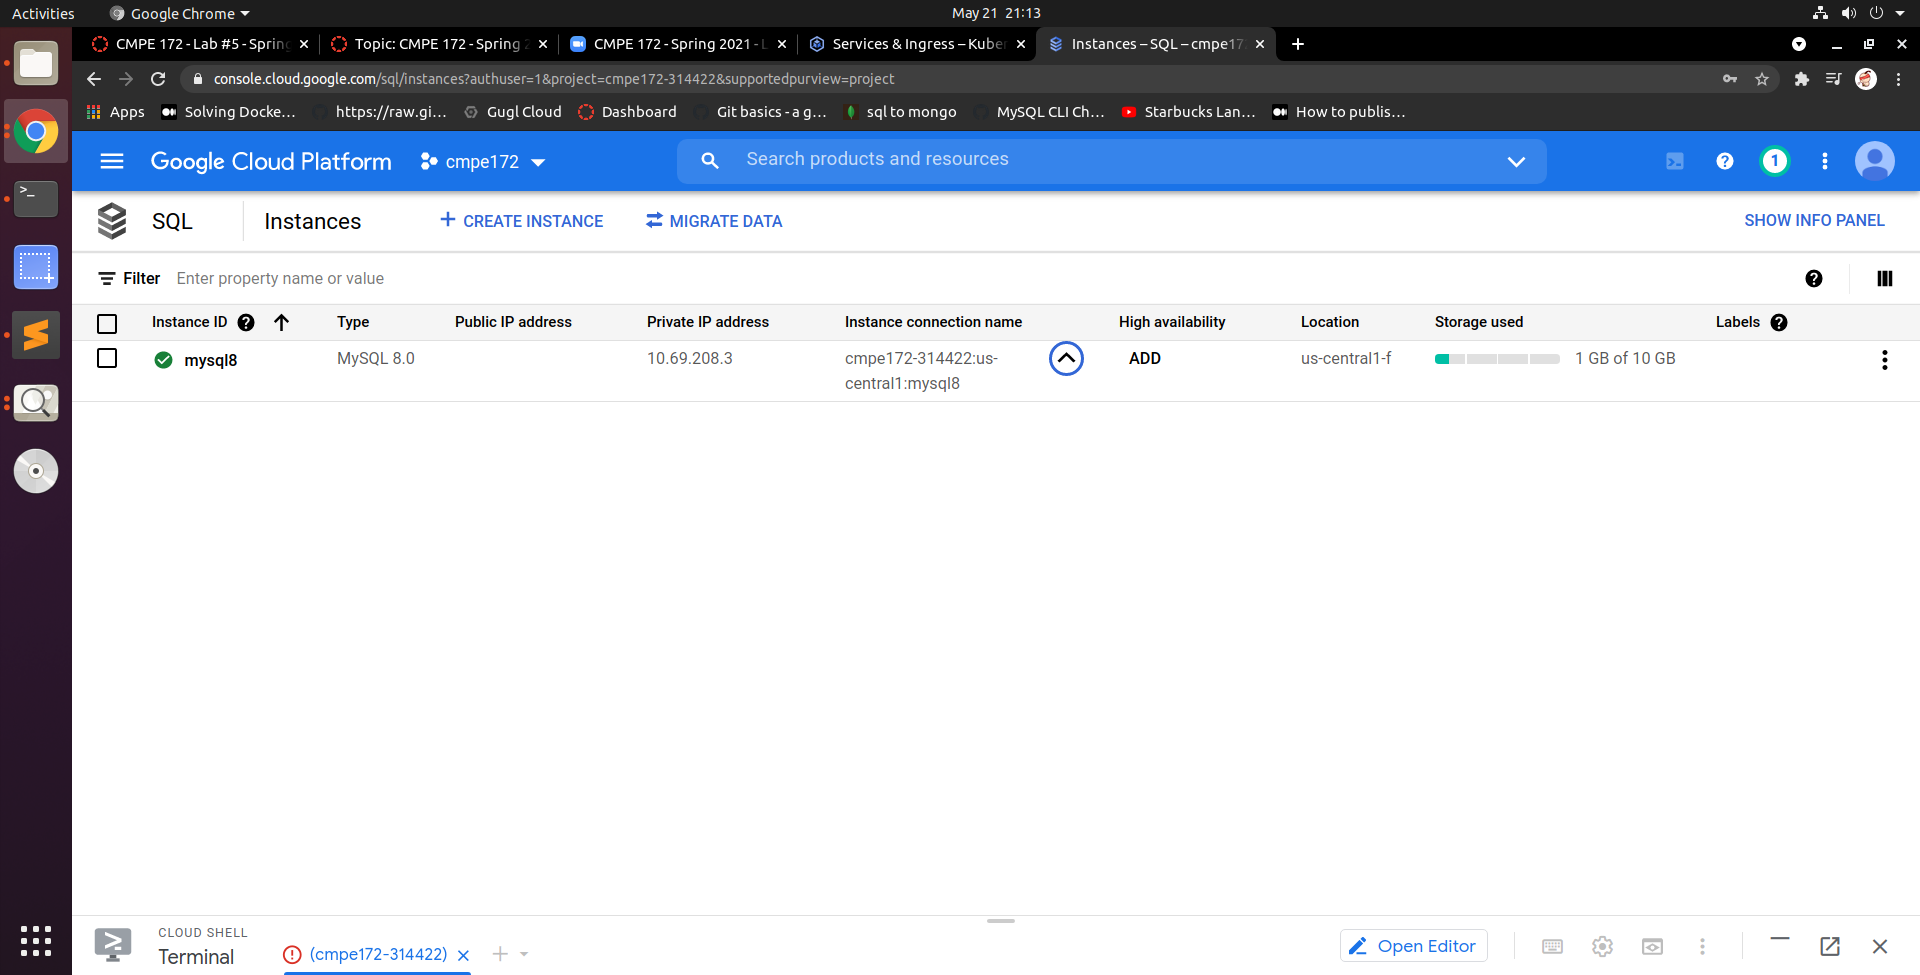 Activities
Google Chrome
May 21 21:13
CMPE 172 - Lab #5 - Spring
Topic: CMPE 172 - Spring 2
CMPE 172 - Spring 2021 - L
Services & Ingress – Kuber
Instances – SQL – cmpe17
console.cloud.google.com/sql/instances?authuser=1&project=cmpe172-314422&supportedpurview=project
Apps
Solving Docke...
https://raw.gi...
Gugl Cloud
Dashboard
Git basics - a g...
sql to mongo
MySQL CLI Ch...
Starbucks Lan...
How to publis...
Google Cloud Platform
cmpe172
Search products and resources
1
SQL
Instances
CREATE INSTANCE
MIGRATE DATA
SHOW INFO PANEL
Filter
Enter property name or value
Instance ID
Type
Public IP address
Private IP address
Instance connection name
High availability
Location
Storage used
Labels
mysql8
MySQL 8.0
10.69.208.3
cmpe172-314422:us-
central1:mysql8
ADD
us-central1-f
1 GB of 10 GB
CLOUD SHELL
Terminal
(cmpe172-314422)
Open Editor